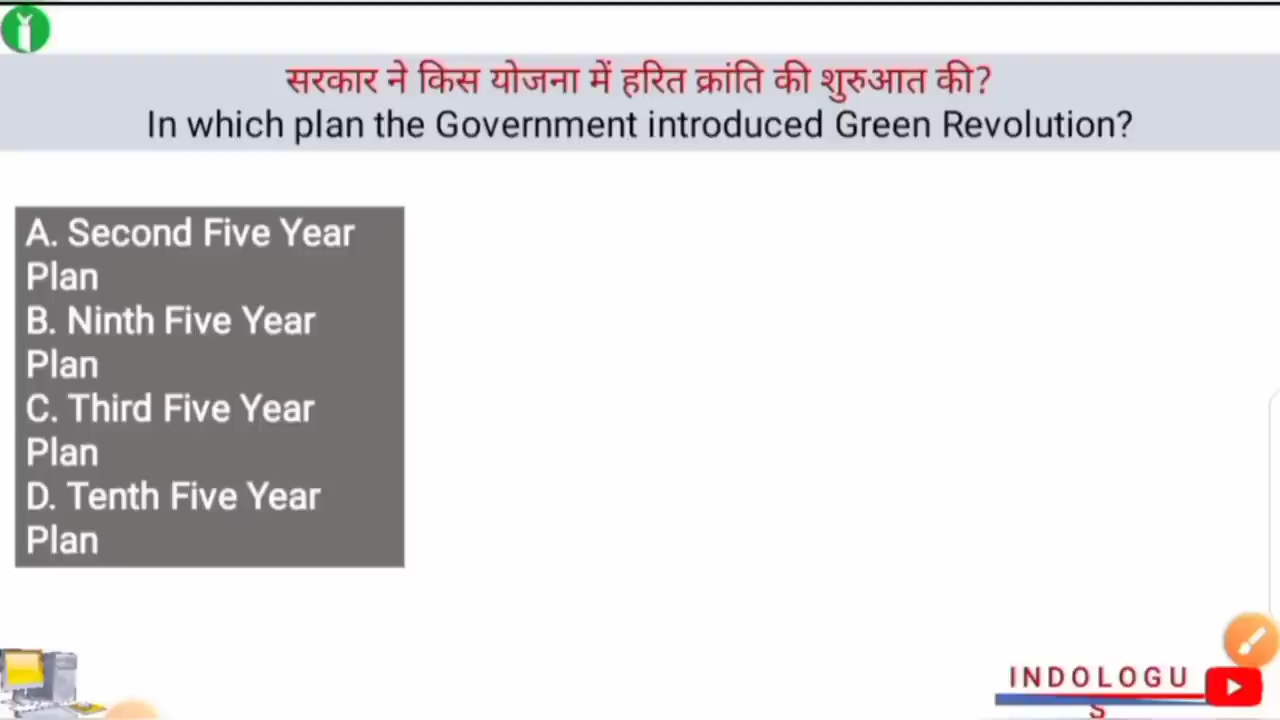 सरकार ने किस योजना में हरित क्रांति की शुरुआत की?
In which plan the Government introduced Green Revolution?
A. Second Five Year
Plan
B. Ninth Five Year
Plan
C. Third Five Year
Plan
D. Tenth Five Year
Plan
INDOLOGU
S